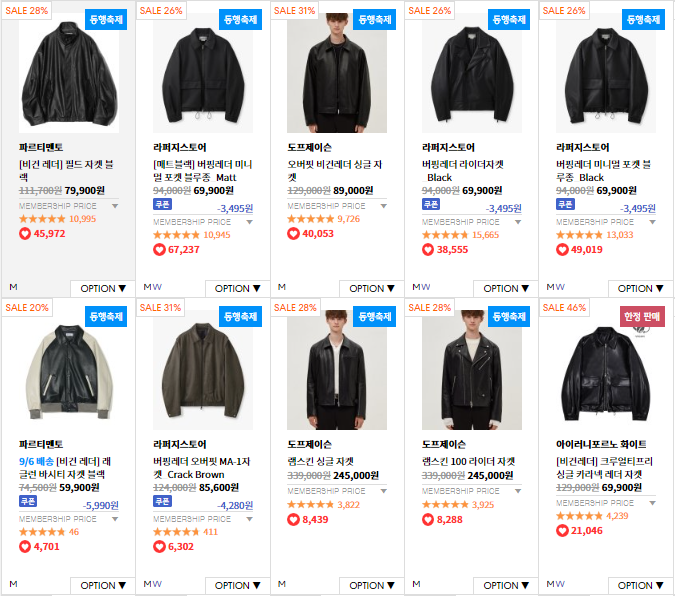 SALE 28%
동행축제
파르티멘토
[비건 레더] 필드 자켓 블
랙
111,700원 79,900원
MEMBERSHIP PRICE
10,995
45,972
M
OPTION ▼
SALE 26%
동행축제
라퍼지스토어
[매트블랙] 버핑레더 미니
멀 포켓 블루종_Matt
94,000원 69,900원
쿠폰 -3,495원
MEMBERSHIP PRICE
10,945
67,237
M W
OPTION ▼
SALE 31%
동행축제
도프제이슨
오버핏 비건레더 싱글 자
켓
129,000원 89,000원
MEMBERSHIP PRICE
9,726
40,053
M
OPTION ▼
SALE 26%
동행축제
라퍼지스토어
버핑레더 라이더자켓
_Black
94,000원 69,900원
쿠폰 -3,495원
MEMBERSHIP PRICE
15,665
38,555
M W
OPTION ▼
SALE 26%
동행축제
라퍼지스토어
버핑레더 미니멀 포켓 블
루종_Black
94,000원 69,900원
쿠폰 -3,495원
MEMBERSHIP PRICE
13,033
49,019
M W
OPTION ▼
SALE 20%
동행축제
파르티멘토
9/6 배송 [비건 레더] 래
글런 바시티 자켓 블랙
74,500원 59,900원
쿠폰 -5,990원
MEMBERSHIP PRICE
46
4,701
M
OPTION ▼
SALE 31%
동행축제
라퍼지스토어
버핑레더 오버핏 MA-1자
켓_Crack Brown
124,000원 85,600원
쿠폰 -4,280원
MEMBERSHIP PRICE
411
6,302
M W
OPTION ▼
SALE 28%
동행축제
도프제이슨
램스킨 싱글 자켓
339,000원 245,000원
MEMBERSHIP PRICE
3,822
8,439
M
OPTION ▼
SALE 28%
동행축제
도프제이슨
램스킨 100 라이더 자켓
339,000원 245,000원
MEMBERSHIP PRICE
3,925
8,288
M
OPTION ▼
SALE 46%
한정 판매
아이러니포르노 화이트
[비건레더] 크루얼티프리
싱글 카라넥 레더 자켓
129,000원 69,900원
MEMBERSHIP PRICE
4,239
21,046
M W
OPTION ▼